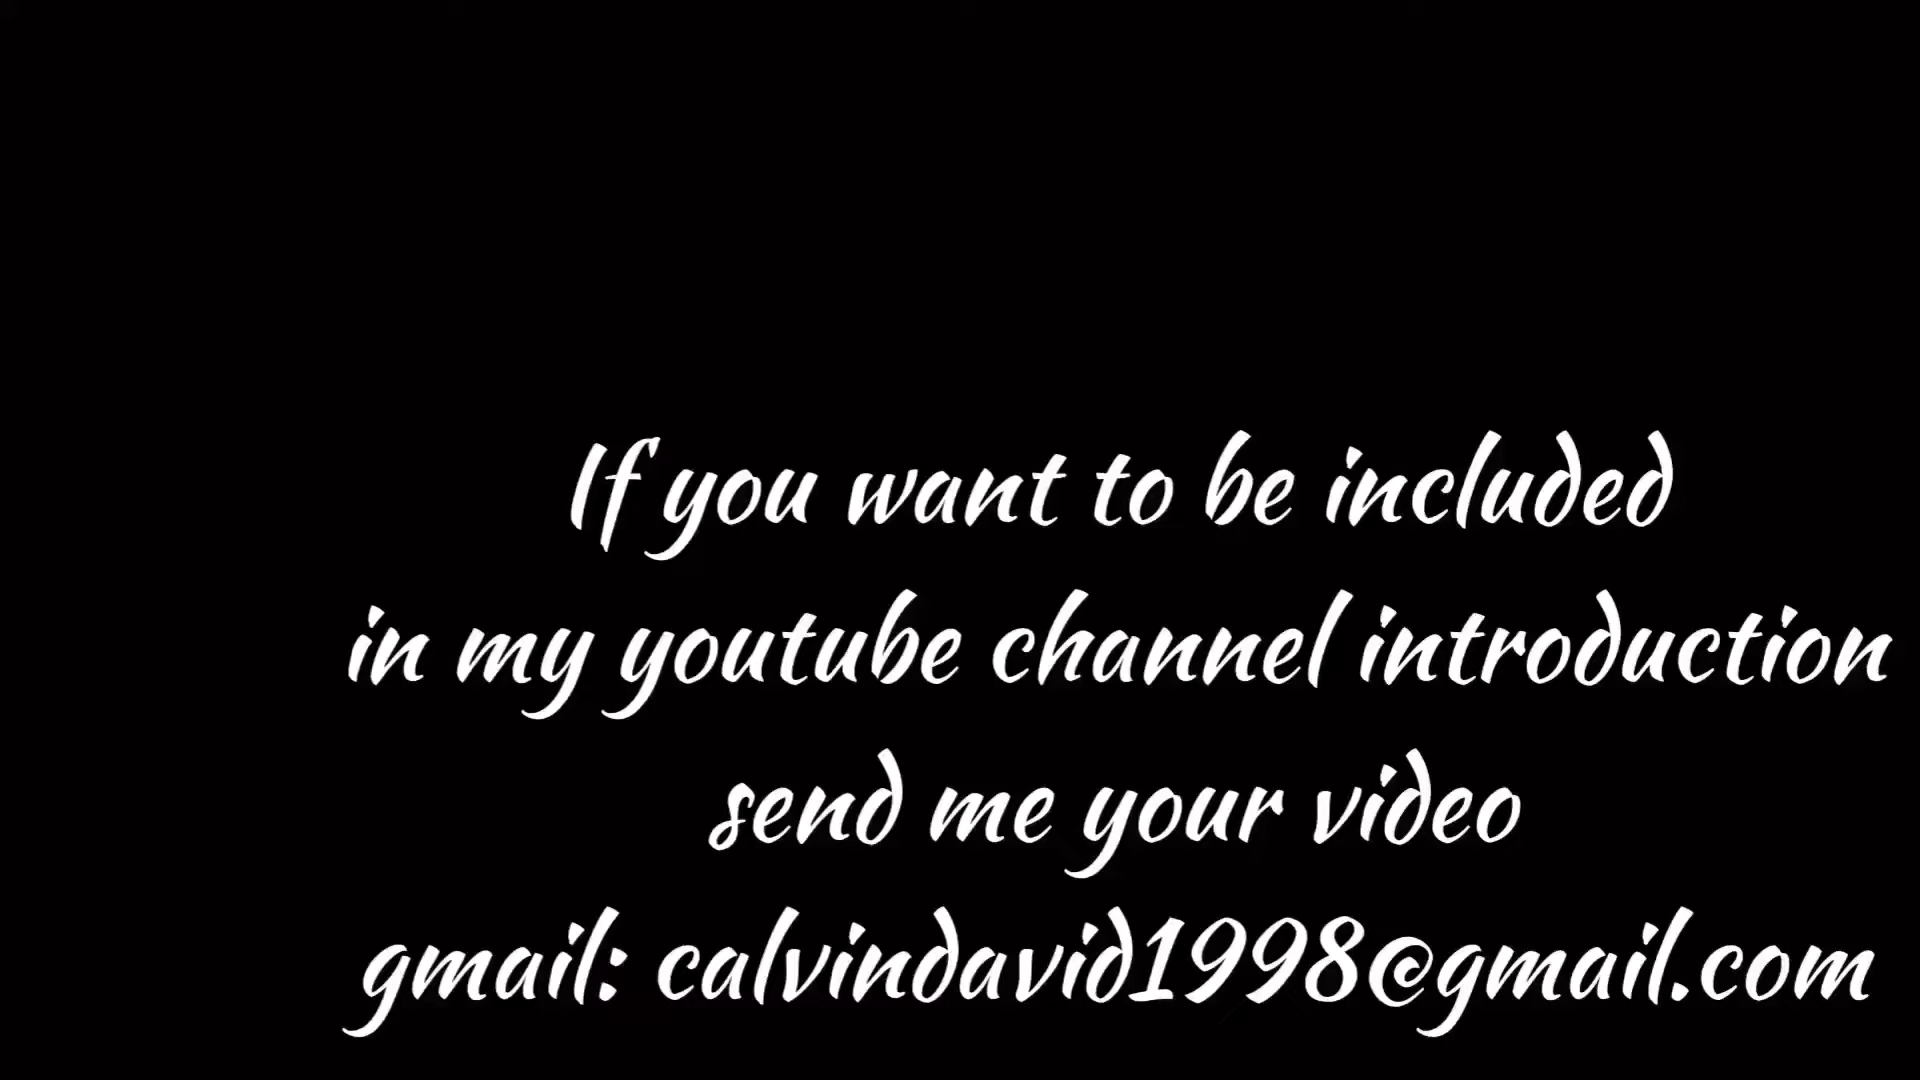 If you want to be included
in my youtube channel introduction
send me your video
gmail: calvindavid1998@gmail.com